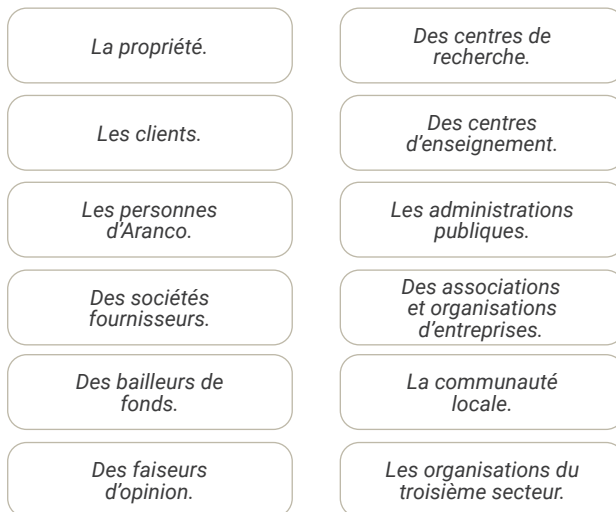 La propriété.
Les clients.
Les personnes
d'Aranco.
Des sociétés
fournisseurs.
Des bailleurs de
fonds.
Des faiseurs
d'opinion.
Des centres de
recherche.
Des centres
d'enseignement.
Les administrations
publiques.
Des associations
et organisations
d'entreprises.
La communauté
locale.
Les organisations du
troisième secteur.